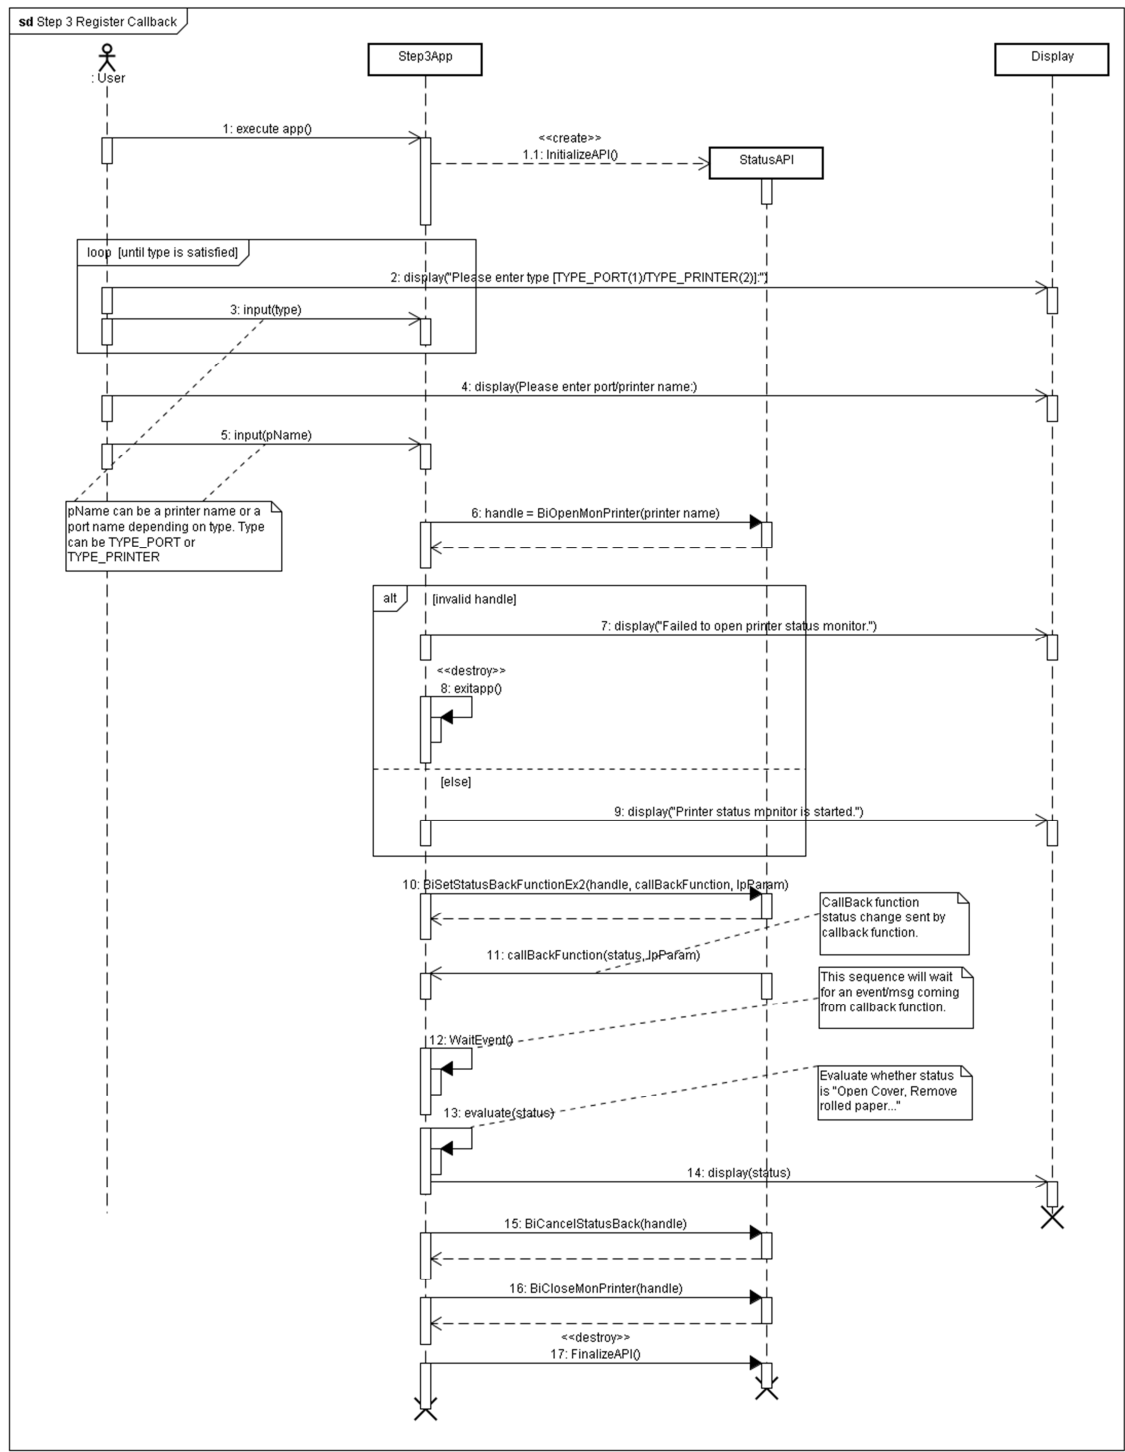 sd Step 3 Register Callback
: User
Step3App
Display
1: execute app()
<<create>>
1.1: InitializeAPI()
StatusAPI
loop [until type is satisfied]
2: display("Please enter type [TYPE_PORT(1)/TYPE_PRINTER(2)]:")
3: input(type)
4: display(Please enter port/printer name:)
5: input(pName)
pName can be a printer name or a
port name depending on type. Type
can be TYPE_PORT or
TYPE_PRINTER
6: handle = BiOpenMonPrinter(printer name)
alt [invalid handle]
7: display("Failed to open printer status monitor.")
<<destroy>>
8: exitapp()
[else]
9: display("Printer status monitor is started.")
10: BiSetStatusBackFunctionEx2(handle, callBackFunction, lpParam)
CallBack function
status change sent by
callback function.
11: callBackFunction(status, lpParam)
This sequence will wait
for an event/msg coming
from callback function.
12: WaitEvent()
Evaluate whether status
is "Open Cover, Remove
rolled paper..."
13: evaluate(status)
14: display(status)
15: BiCancelStatusBack(handle)
16: BiCloseMonPrinter(handle)
<<destroy>>
17: FinalizeAPI()